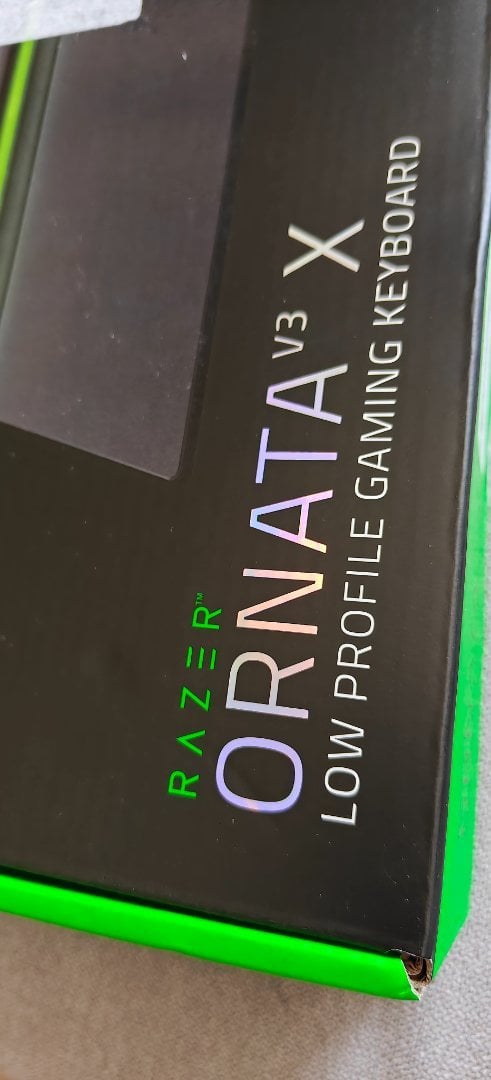 RAZER™
ORNATA V3 X
LOW PROFILE GAMING KEYBOARD